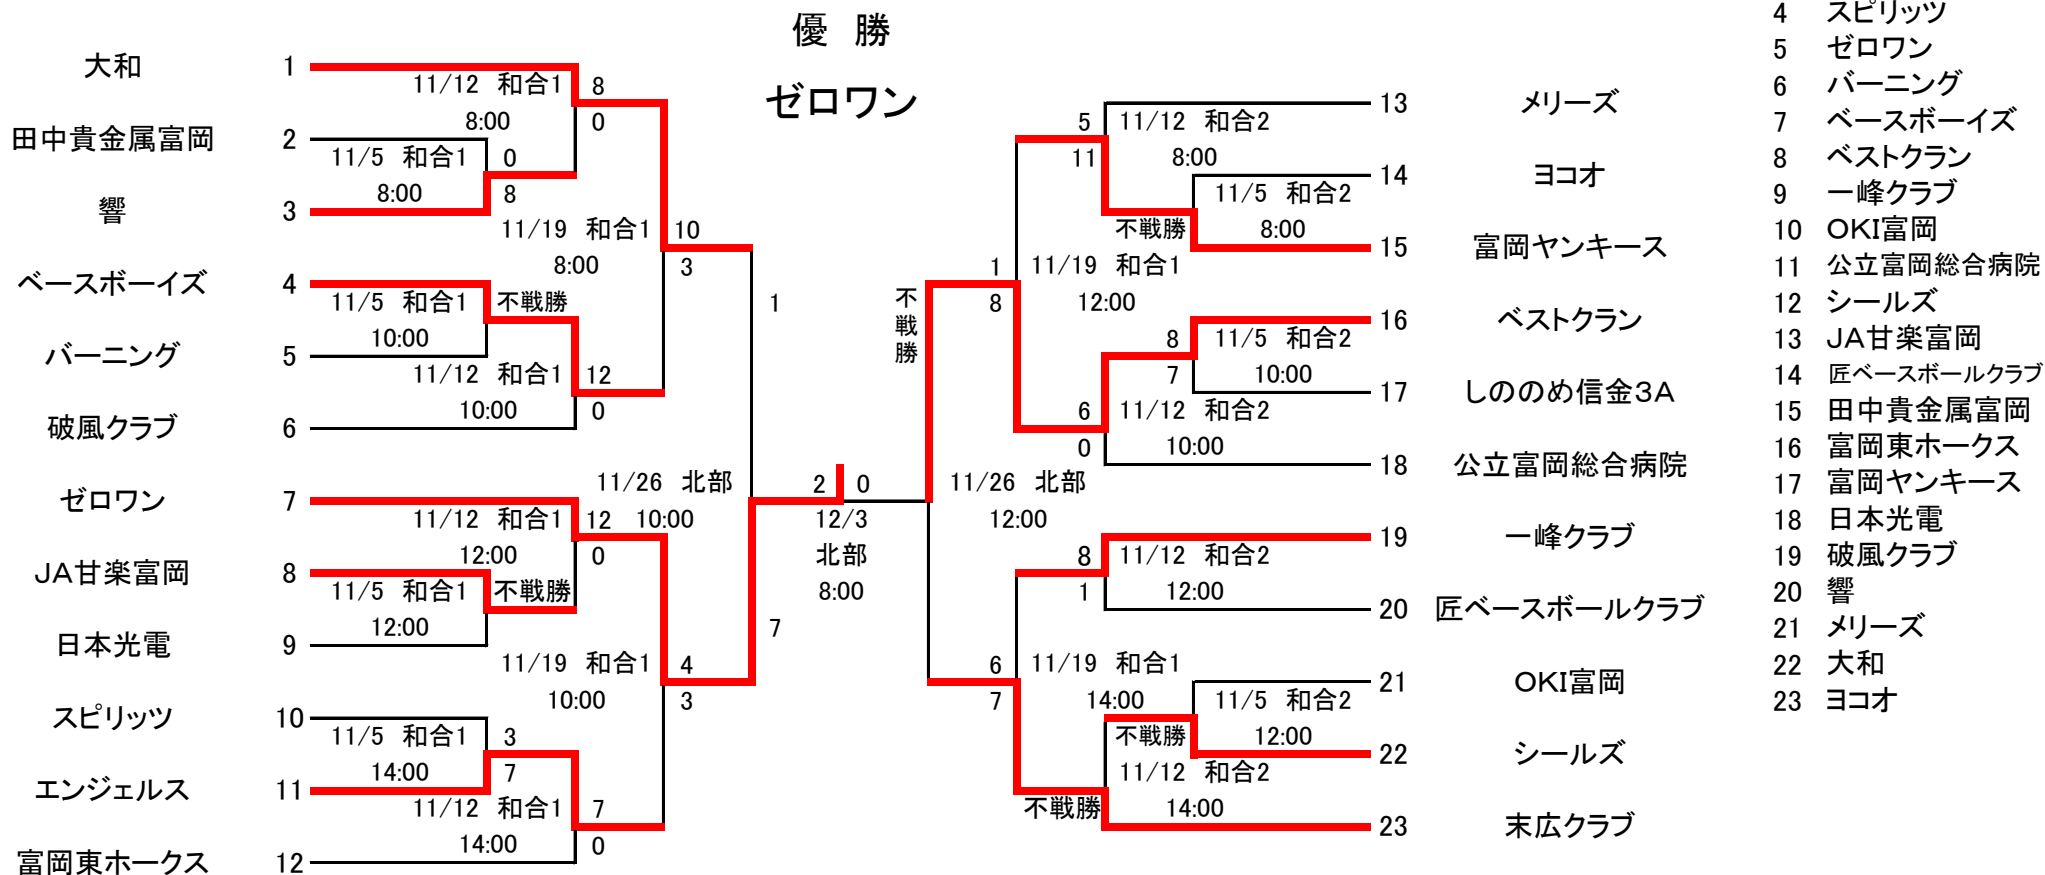 優　勝
ゼロワン
大和 1
田中貴金属富岡 2
響 3
ベースボーイズ 4
バーニング 5
破風クラブ 6
ゼロワン 7
JA甘楽富岡 8
日本光電 9
スピリッツ 10
エンジェルス 11
富岡東ホークス 12
11/12 和合1 8
8:00 0
11/5 和合1 0
8:00 8
11/19 和合1 10
8:00 3
11/5 和合1 不戦勝
10:00
11/12 和合1 12
10:00 0
1
11/26 北部
10:00
11/12 和合1 12
12:00 0
11/5 和合1 不戦勝
12:00
7
11/19 和合1 4
10:00 3
11/5 和合1 3
14:00 7
11/12 和合1 7
14:00 0
2 0
12/3
北部
8:00
13 メリーズ
14 ヨコオ
15 富岡ヤンキース
16 ベストクラン
17 しののめ信金3A
18 公立富岡総合病院
19 一峰クラブ
20 匠ベースボールクラブ
21 OKI富岡
22 シールズ
23 末広クラブ
5 11/12 和合2
11 8:00
11/5 和合2
不戦勝 8:00
1 11/19 和合1
8 12:00
不戦勝
8 11/5 和合2
7 10:00
6 11/12 和合2
0 10:00
11/26 北部
12:00
8 11/12 和合2
1 12:00
6 11/19 和合1
7 14:00
11/5 和合2
不戦勝 12:00
11/12 和合2
不戦勝 14:00
4 スピリッツ
5 ゼロワン
6 バーニング
7 ベースボーイズ
8 ベストクラン
9 一峰クラブ
10 OKI富岡
11 公立富岡総合病院
12 シールズ
13 JA甘楽富岡
14 匠ベースボールクラブ
15 田中貴金属富岡
16 富岡東ホークス
17 富岡ヤンキース
18 日本光電
19 破風クラブ
20 響
21 メリーズ
22 大和
23 ヨコオ